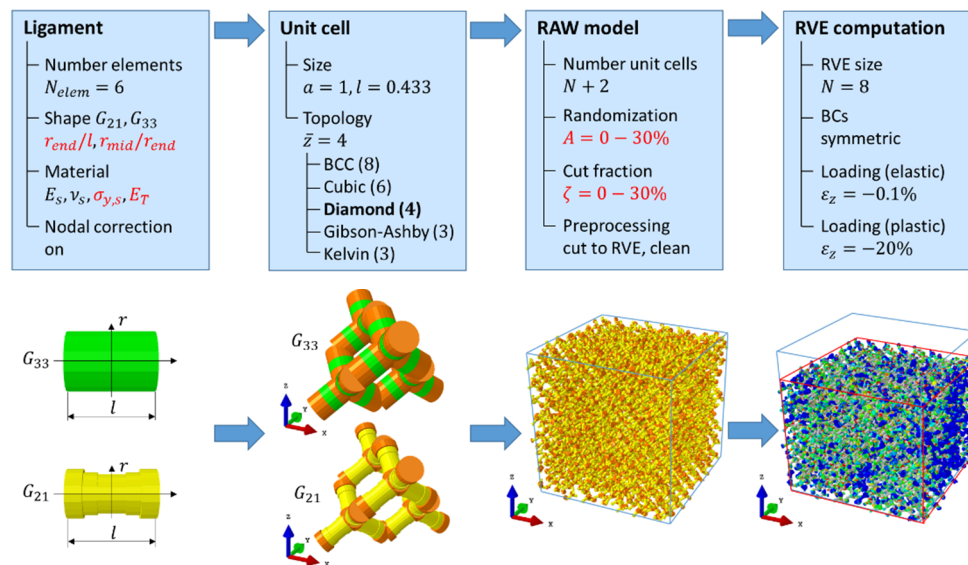 Ligament
Number elements
N_elem = 6
Shape G_21, G_33
r_end/l, r_mid/r_end
Material
E_s, ν_s, σ_y,s, E_T
Nodal correction
on
Unit cell
Size
a = 1, l = 0.433
Topology
z̄ = 4
BCC (8)
Cubic (6)
Diamond (4)
Gibson-Ashby (3)
Kelvin (3)
RAW model
Number unit cells
N + 2
Randomization
A = 0 − 30%
Cut fraction
ζ = 0 − 30%
Preprocessing
cut to RVE, clean
RVE computation
RVE size
N = 8
BCs
symmetric
Loading (elastic)
ε_z = −0.1%
Loading (plastic)
ε_z = −20%
r
G_33
l
r
G_21
l
G_33
Z
Y
X
G_21
Z
Y
X
Z
Y
X
Z
Y
X